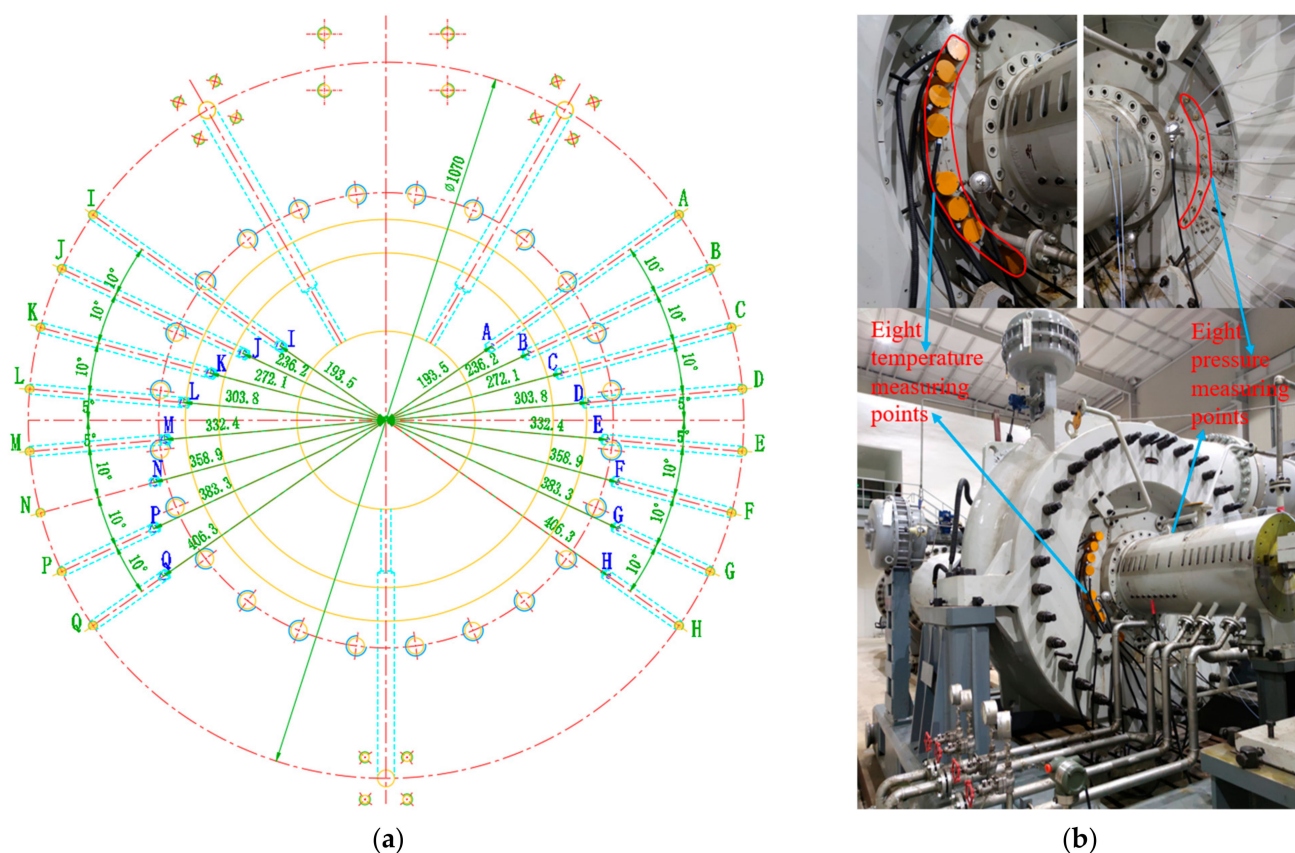 ø1070
I
A
J
B
K
C
L
D
M
E
N
F
P
G
Q
H
10°
10°
10°
5°
5°
10°
10°
10°
10°
10°
10°
5°
5°
10°
10°
10°
I
J
K
L
M
N
P
Q
A
B
C
D
E
F
G
H
193.5
236.2
272.1
303.8
332.4
358.9
383.3
406.3
193.5
236.2
272.1
303.8
332.4
358.9
383.3
406.3
(a)
Eight
temperature
measuring
points
Eight
pressure
measuring
points
(b)